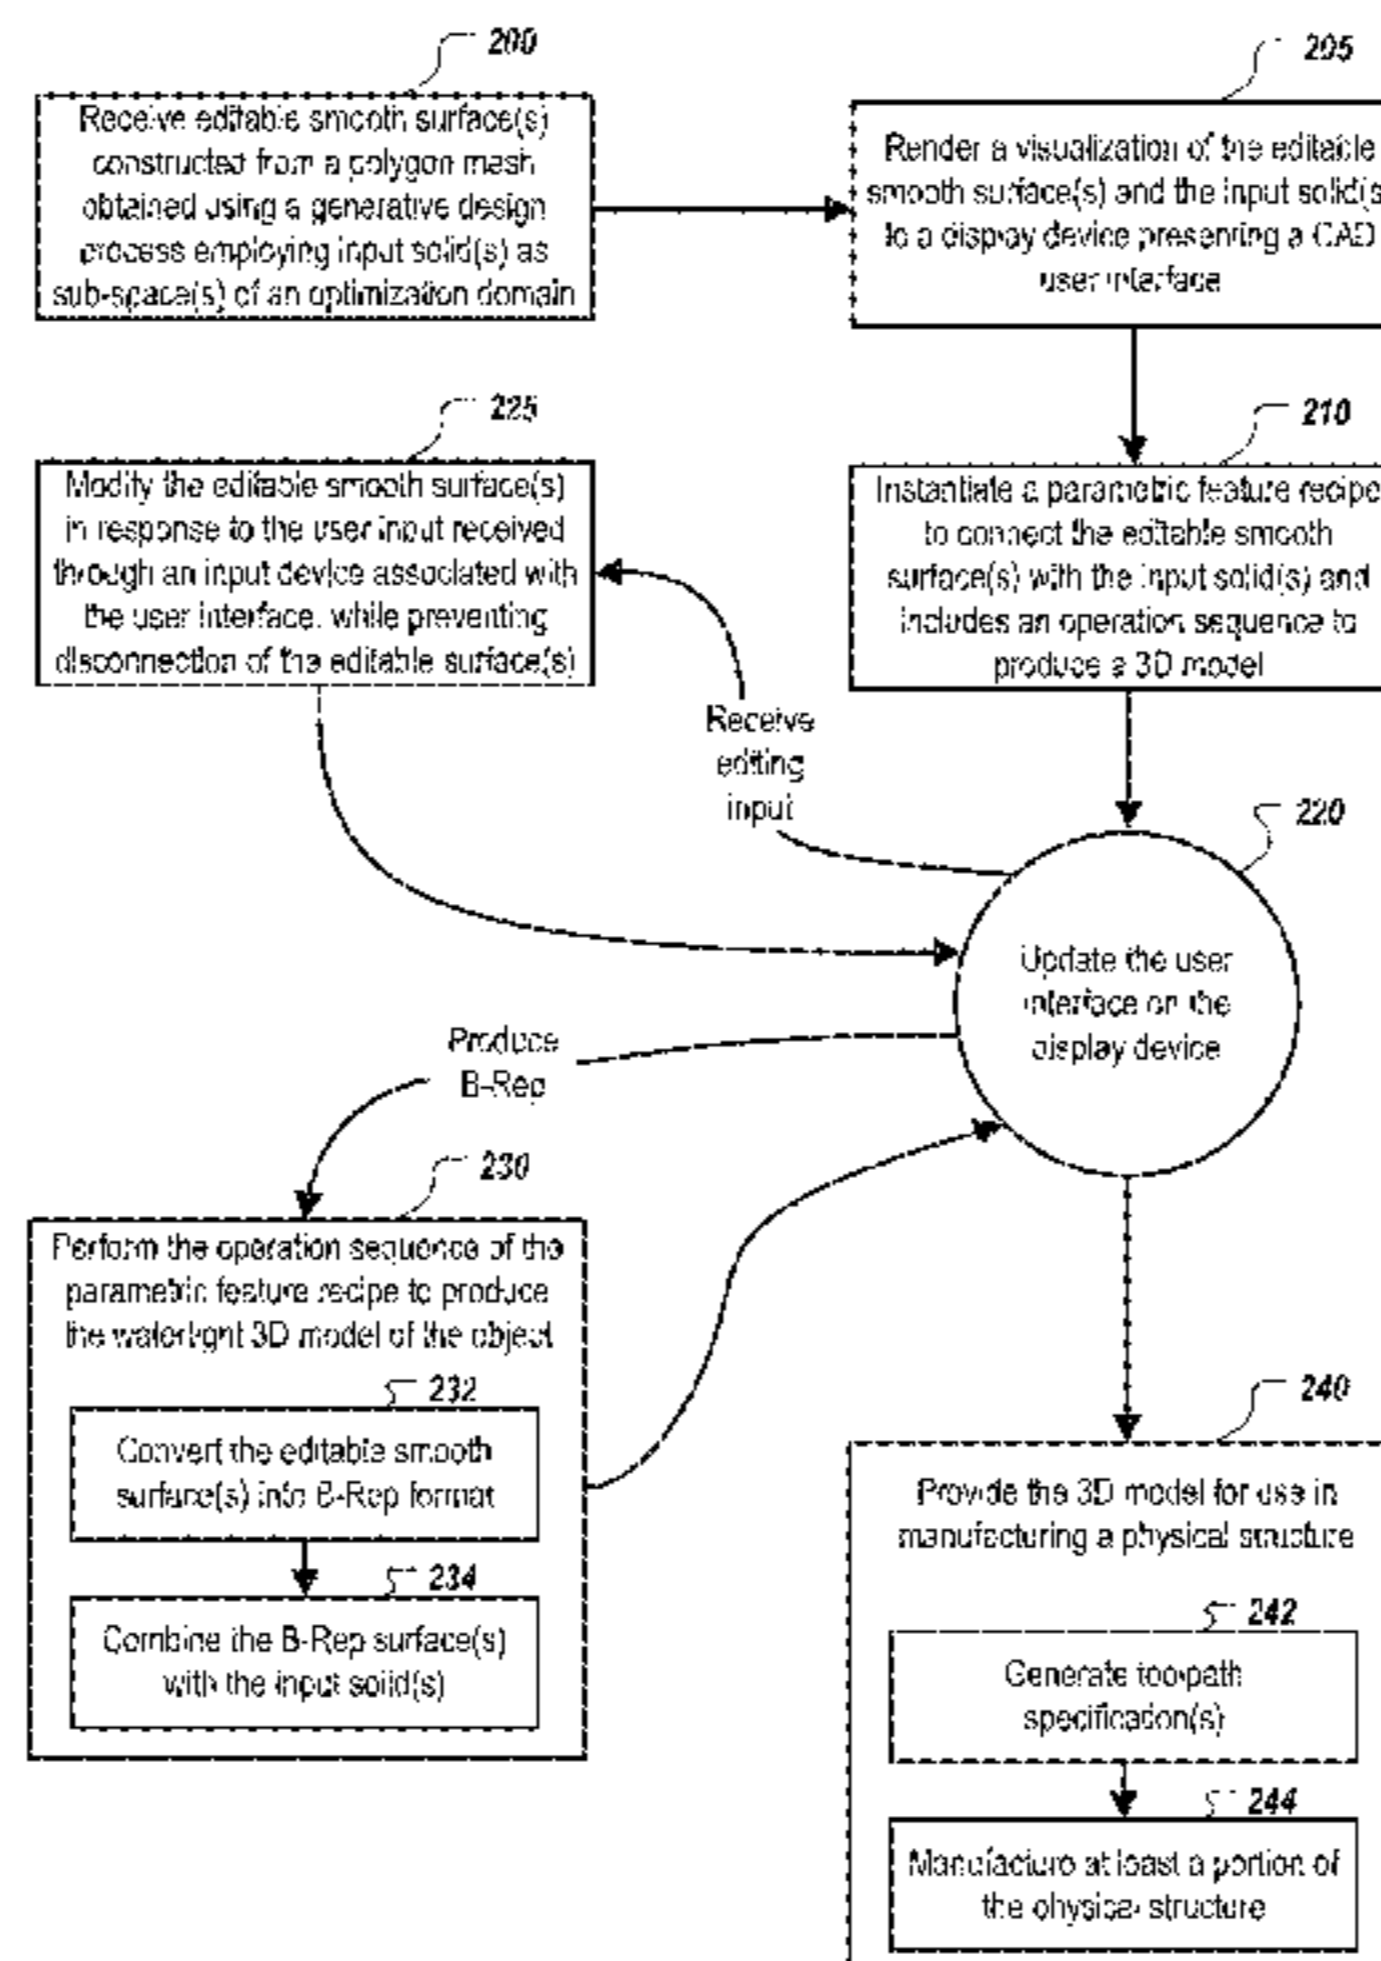 200
Receive editable smooth surface(s)
constructed from a polygon mesh
obtained using a generative design
process employing input solid(s) as
sub-space(s) of an optimization domain
205
Render a visualization of the editable
smooth surface(s) and the input solid(s
to a display device presenting a CAD
user interface
225
Modify the editable smooth surface(s)
in response to the user input received
through an input device associated with
the user interface, while preventing
disconnection of the editable surface(s)
210
Instantiate a parametric feature recipe
to connect the editable smooth
surface(s) with the input solid(s) and
includes an operation sequence to
produce a 3D model
Receive
editing
input
220
Update the user
interface on the
display device
Produce
B-Rep
230
Perform the operation sequence of the
parametric feature recipe to produce
the watertight 3D model of the object
232
Convert the editable smooth
surface(s) into B-Rep format
234
Combine the B-Rep surface(s)
with the input solid(s)
240
Provide the 3D model for use in
manufacturing a physical structure
242
Generate toolpath
specification(s)
244
Manufacture at least a portion of
the physical structure